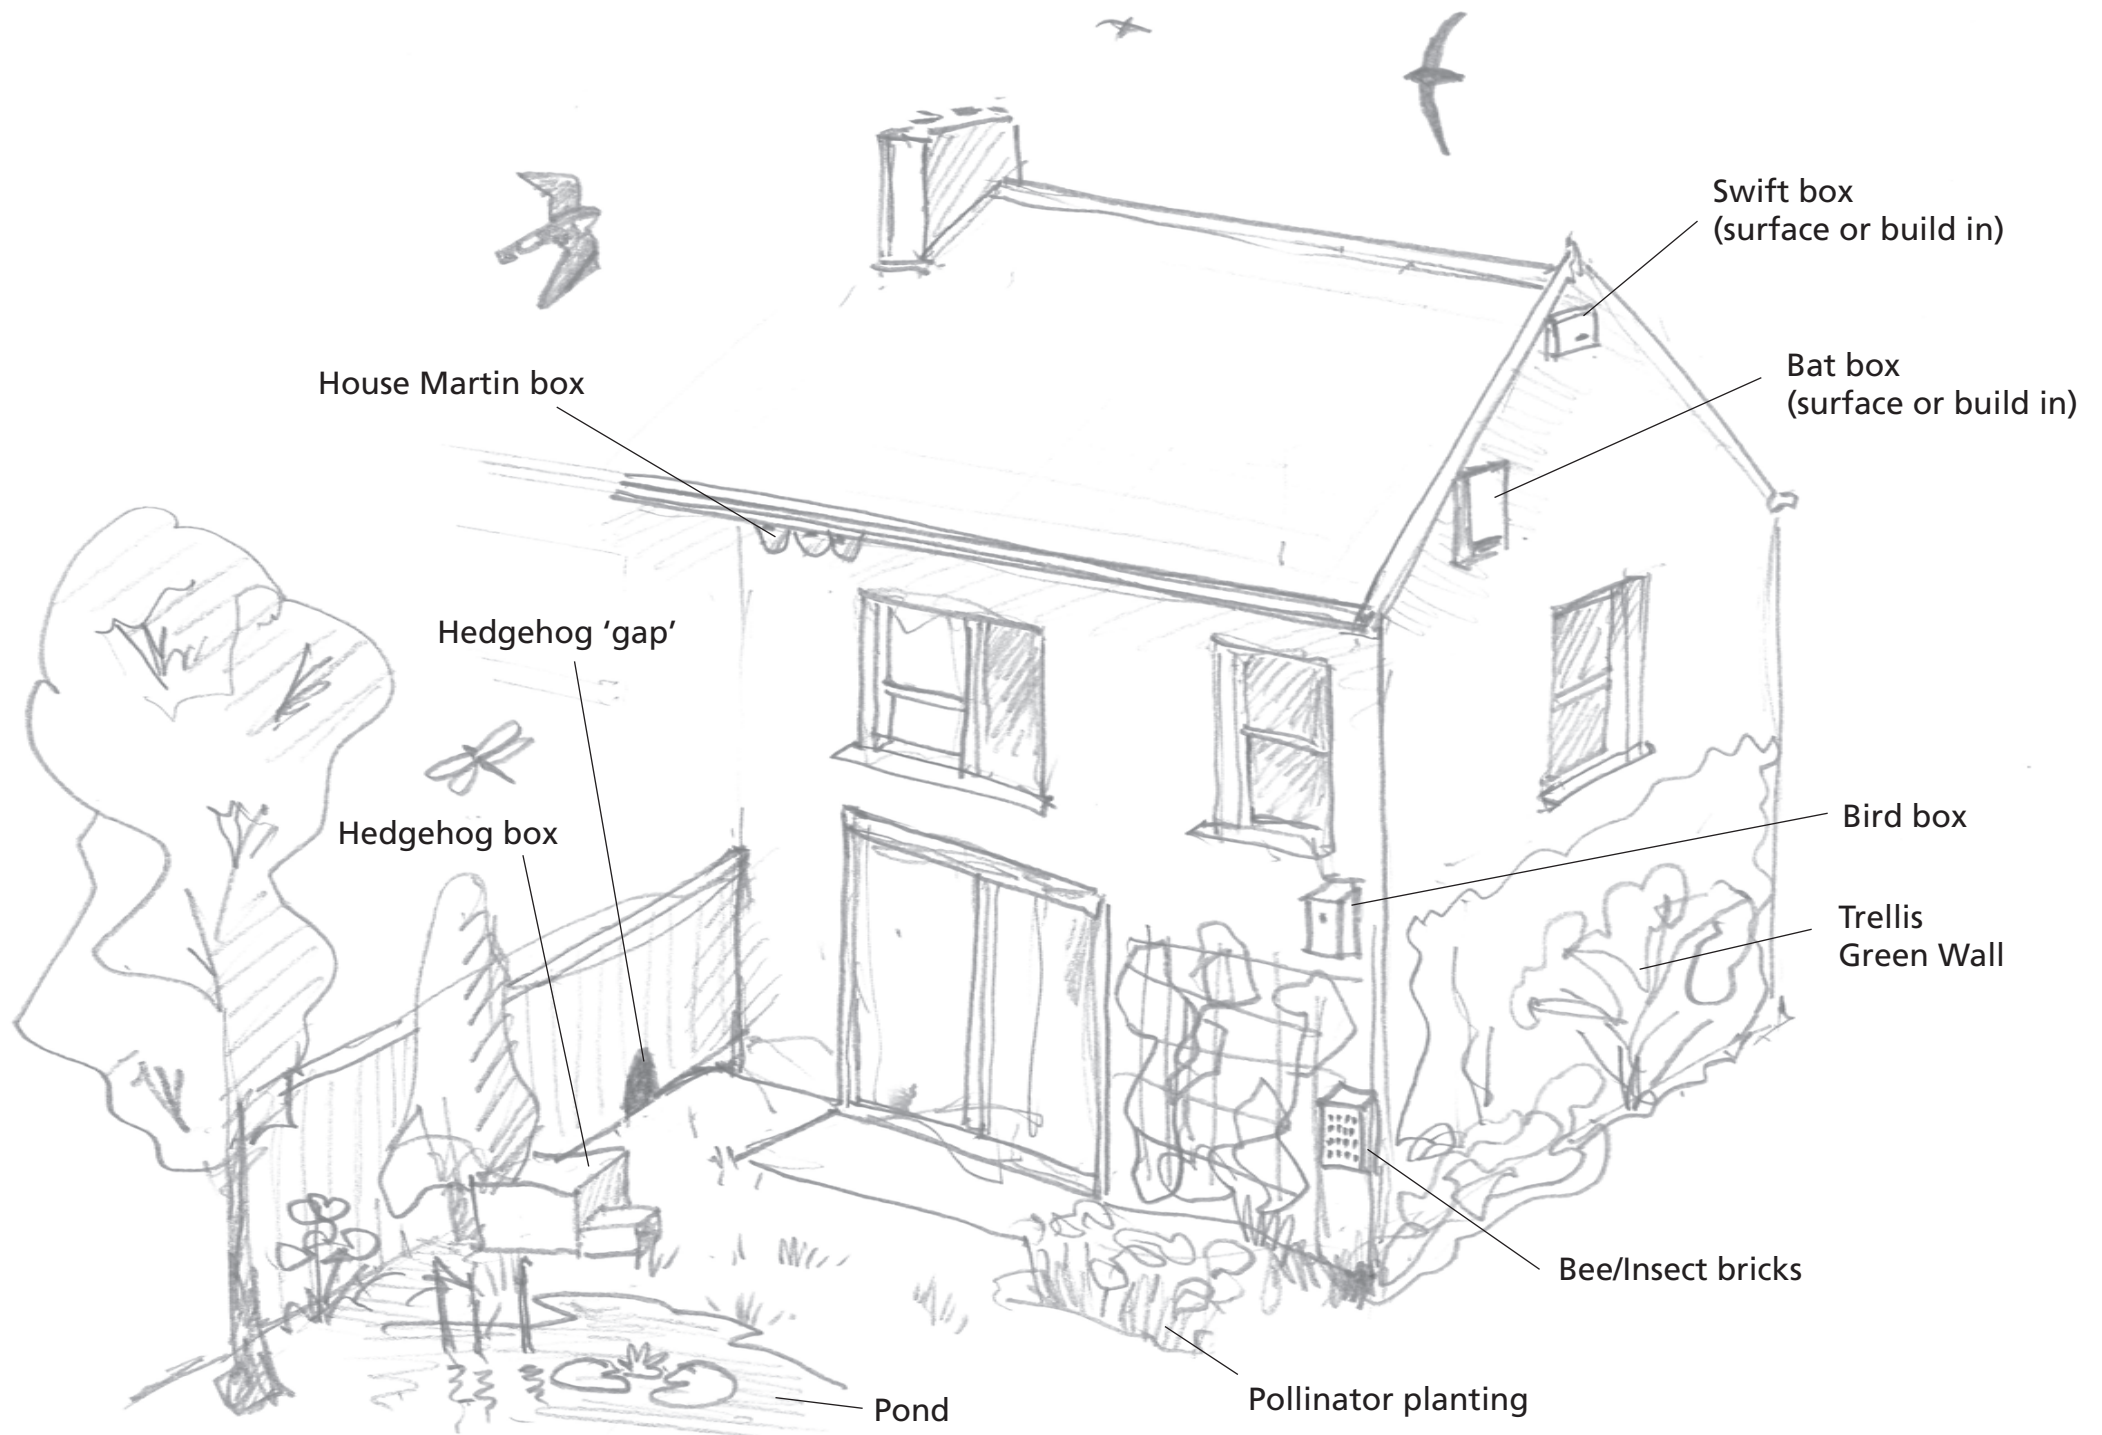 Swift box
(surface or build in)
Bat box
(surface or build in)
House Martin box
Hedgehog ‘gap’
Hedgehog box
Bird box
Trellis
Green Wall
Bee/Insect bricks
Pollinator planting
Pond